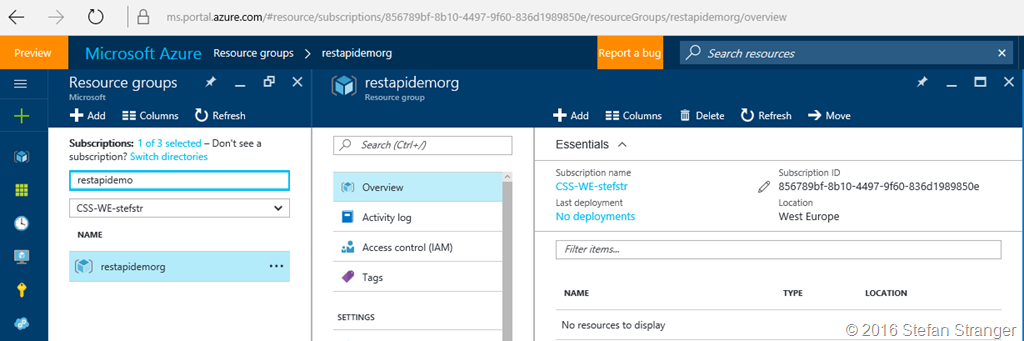 ms.portal.azure.com/#resource/subscriptions/856789bf-8b10-4497-9f60-836d1989850e/resourceGroups/restapidemorg/overview
Preview Microsoft Azure Resource groups > restapidemorg Report a bug Search resources
Resource groups
Microsoft
Add Columns Refresh
Subscriptions: 1 of 3 selected – Don't see a
subscription? Switch directories
restapidemo
CSS-WE-stefstr
NAME
restapidemorg ...
restapidemorg
Resource group
Search (Ctrl+/)
Overview
Activity log
Access control (IAM)
Tags
SETTINGS
Add Columns Delete Refresh Move
Essentials
Subscription name
CSS-WE-stefstr
Last deployment
No deployments
Subscription ID
856789bf-8b10-4497-9f60-836d1989850e
Location
West Europe
Filter items...
NAME TYPE LOCATION
No resources to display
© 2016 Stefan Stranger